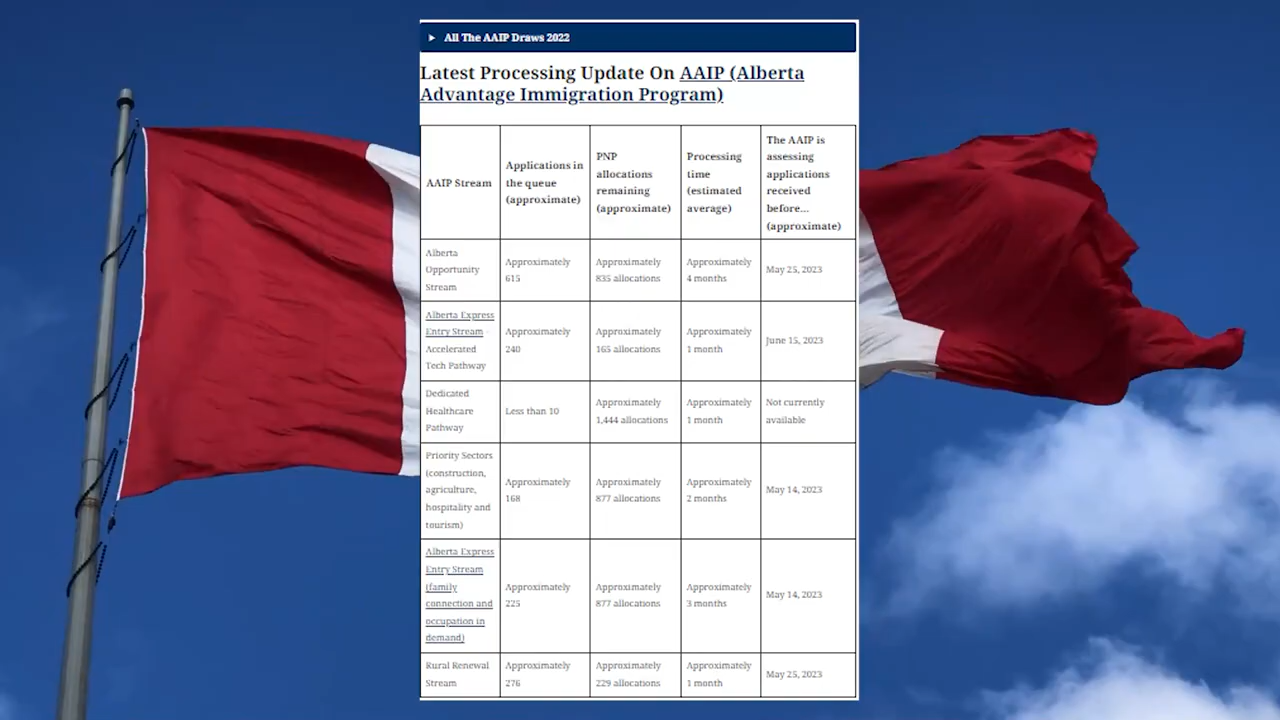 ► All The AAIP Draws 2022
Latest Processing Update On AAIP (Alberta
Advantage Immigration Program)
AAIP Stream
Applications in
the queue
(approximate)
PNP
allocations
remaining
(approximate)
Processing
time
(estimated
average)
The AAIP is
assessing
applications
received
before...
(approximate)
Alberta
Opportunity
Stream
Approximately
615
Approximately
835 allocations
Approximately
4 months
May 25, 2023
Alberta Express
Entry Stream -
Accelerated
Tech Pathway
Approximately
240
Approximately
165 allocations
Approximately
1 month
June 15, 2023
Dedicated
Healthcare
Pathway
Less than 10
Approximately
1,444 allocations
Approximately
1 month
Not currently
available
Priority Sectors
(construction,
agriculture,
hospitality and
tourism)
Approximately
168
Approximately
877 allocations
Approximately
2 months
May 14, 2023
Alberta Express
Entry Stream
(family
connection and
occupation in
demand)
Approximately
225
Approximately
877 allocations
Approximately
3 months
May 14, 2023
Rural Renewal
Stream
Approximately
276
Approximately
229 allocations
Approximately
1 month
May 25, 2023